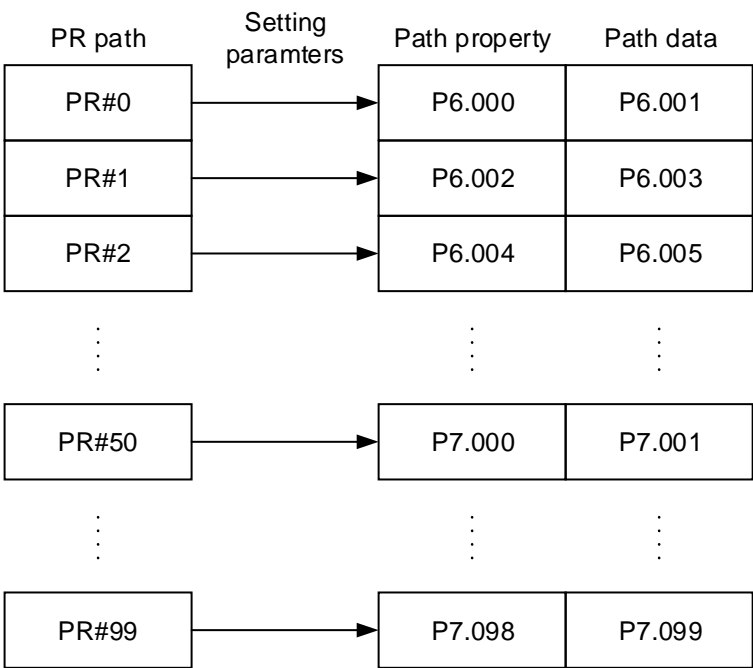 PR path
Setting
paramters
Path property
Path data
PR#0
P6.000
P6.001
PR#1
P6.002
P6.003
PR#2
P6.004
P6.005
PR#50
P7.000
P7.001
PR#99
P7.098
P7.099